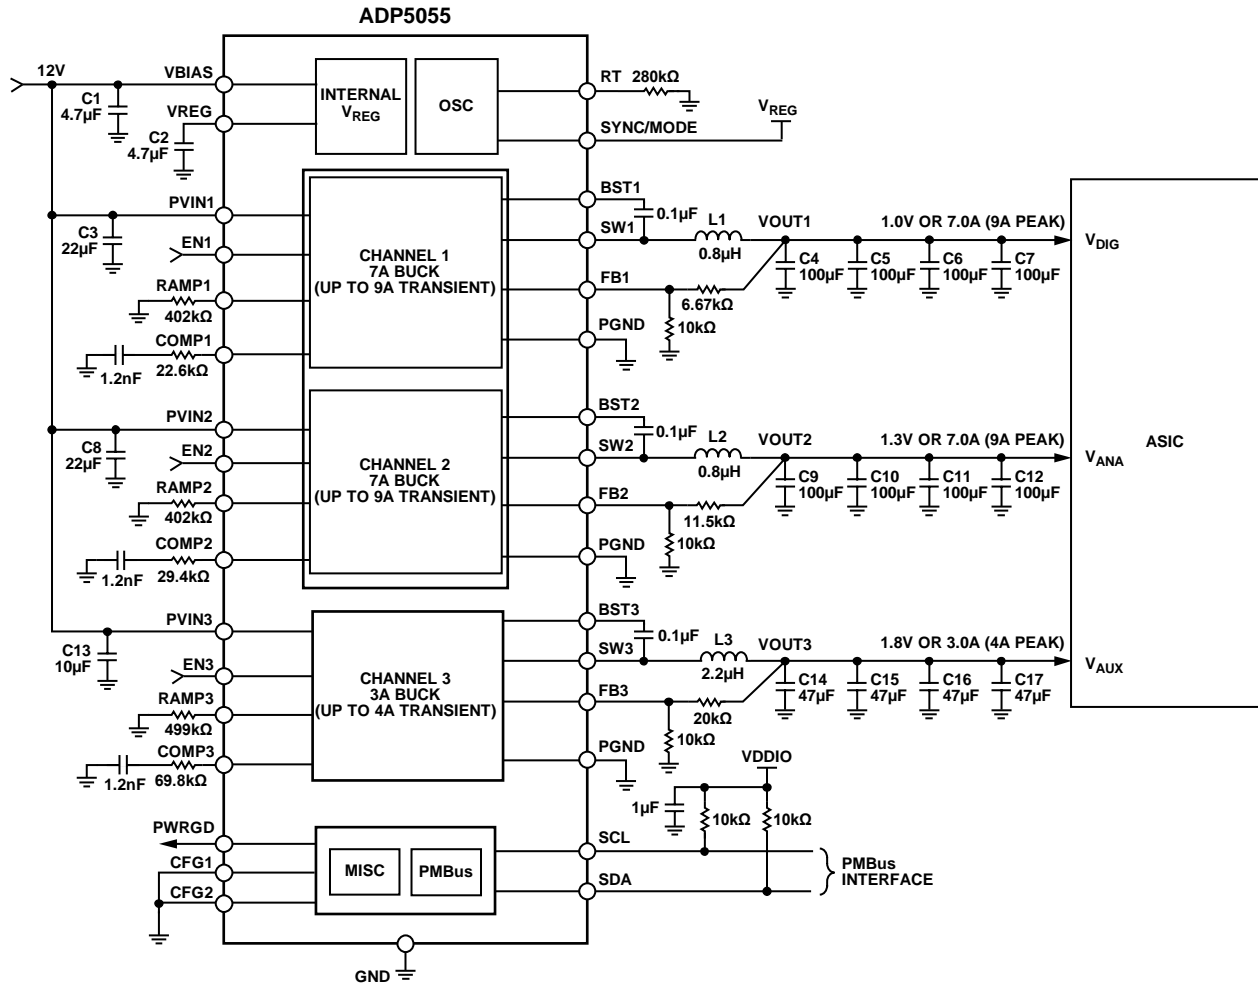 ADP5055
12V
VBIAS
C1
4.7µF
VREG
C2
4.7µF
INTERNAL
VREG
OSC
RT 280kΩ
SYNC/MODE
VREG
PVIN1
C3
22µF
EN1
RAMP1
402kΩ
COMP1
1.2nF
22.6kΩ
CHANNEL 1
7A BUCK
(UP TO 9A TRANSIENT)
BST1
0.1µF
SW1
L1
0.8µH
VOUT1
1.0V OR 7.0A (9A PEAK)
C4
100µF
C5
100µF
C6
100µF
C7
100µF
FB1
6.67kΩ
10kΩ
PGND
VDIG
PVIN2
C8
22µF
EN2
RAMP2
402kΩ
COMP2
1.2nF
29.4kΩ
CHANNEL 2
7A BUCK
(UP TO 9A TRANSIENT)
BST2
0.1µF
SW2
L2
0.8µH
VOUT2
1.3V OR 7.0A (9A PEAK)
C9
100µF
C10
100µF
C11
100µF
C12
100µF
FB2
11.5kΩ
10kΩ
PGND
VANA
ASIC
PVIN3
C13
10µF
EN3
RAMP3
499kΩ
COMP3
1.2nF
69.8kΩ
CHANNEL 3
3A BUCK
(UP TO 4A TRANSIENT)
BST3
0.1µF
SW3
L3
2.2µH
VOUT3
1.8V OR 3.0A (4A PEAK)
C14
47µF
C15
47µF
C16
47µF
C17
47µF
FB3
20kΩ
10kΩ
PGND
VAUX
VDDIO
1µF
10kΩ
10kΩ
PWRGD
CFG1
CFG2
MISC
PMBus
SCL
SDA
PMBus
INTERFACE
GND